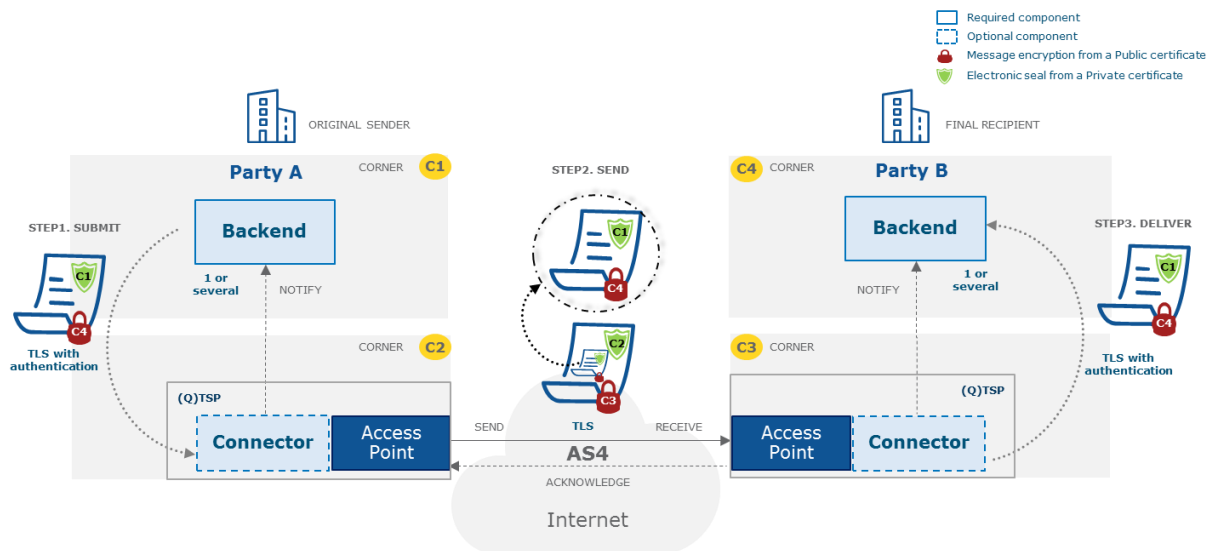 Required component
Optional component
Message encryption from a Public certificate
Electronic seal from a Private certificate
ORIGINAL SENDER
FINAL RECIPIENT
CORNER
C1
Party A
STEP2. SEND
C4
CORNER
Party B
STEP1. SUBMIT
Backend
C1
C4
Backend
STEP3. DELIVER
C1
C4
1 or
several
NOTIFY
NOTIFY
1 or
several
C1
C4
TLS with
authentication
CORNER
C2
C2
C3
C3
CORNER
TLS with
authentication
(Q)TSP
(Q)TSP
Connector
Access
Point
SEND
TLS
RECEIVE
AS4
ACKNOWLEDGE
Internet
Access
Point
Connector